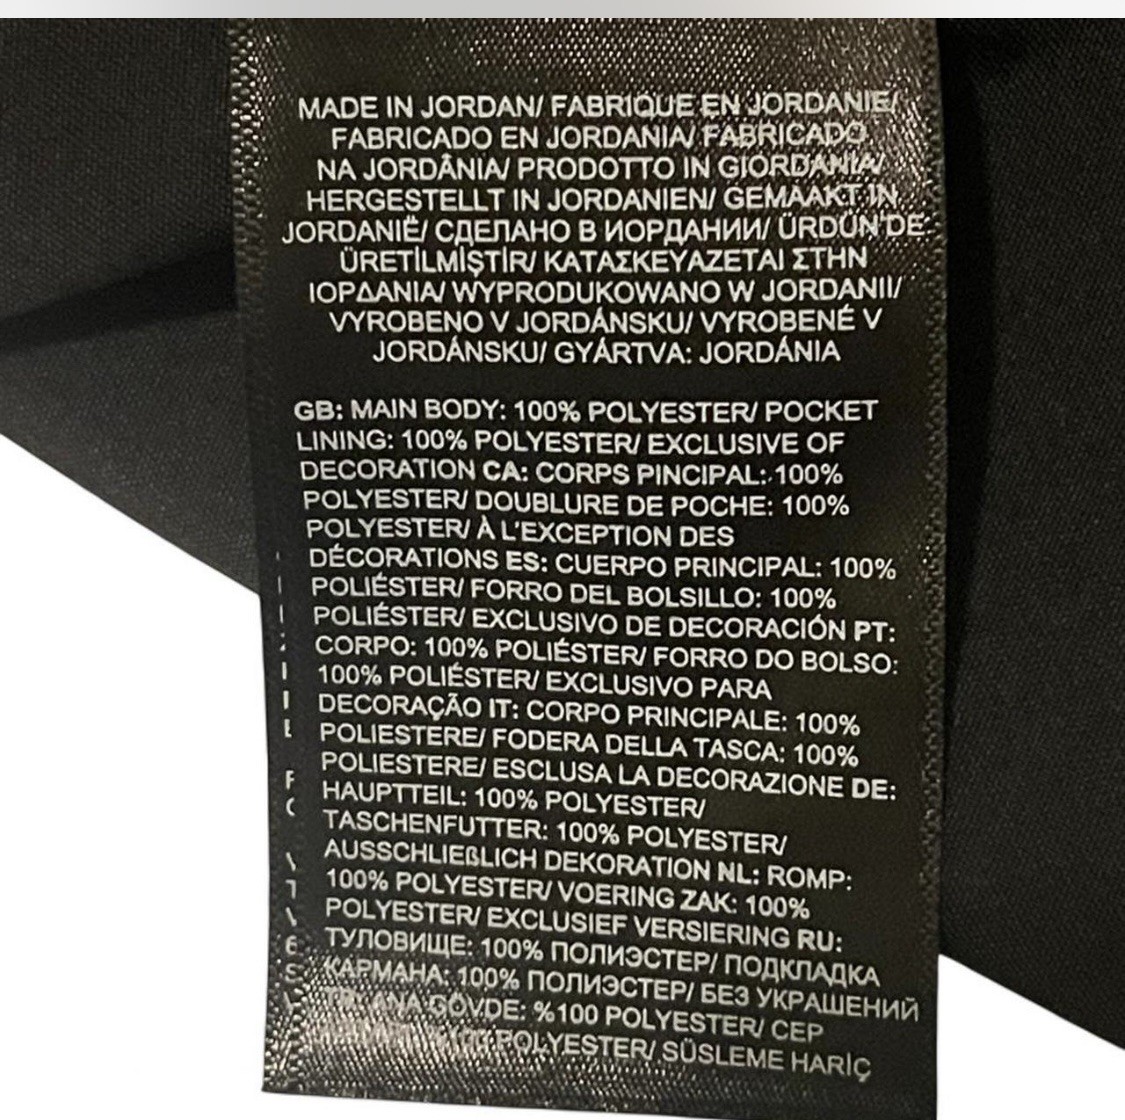 MADE IN JORDAN/ FABRIQUE EN JORDANIE/
FABRICADO EN JORDANIA/ FABRICADO
NA JORDÂNIA/ PRODOTTO IN GIORDANIA/
HERGESTELLT IN JORDANIEN/ GEMAAKT IN
JORDANIË/ СДЕЛАНО В ИОРДАНИИ/ ÜRDÜN'DE
ÜRETİLMİŞTİR/ ΚΑΤΑΣΚΕΥΑΖΕΤΑΙ ΣΤΗΝ
ΙΟΡΔΑΝΙΑ/ WYPRODUKOWANO W JORDANII/
VYROBENO V JORDÁNSKU/ VYROBENÉ V
JORDÁNSKU/ GYÁRTVA: JORDÁNIA
GB: MAIN BODY: 100% POLYESTER/ POCKET
LINING: 100% POLYESTER/ EXCLUSIVE OF
DECORATION CA: CORPS PINCIPAL: 100%
POLYESTER/ DOUBLURE DE POCHE: 100%
POLYESTER/ À L'EXCEPTION DES
DÉCORATIONS ES: CUERPO PRINCIPAL: 100%
POLIÉSTER/ FORRO DEL BOLSILLO: 100%
POLIÉSTER/ EXCLUSIVO DE DECORACIÓN PT:
CORPO: 100% POLIÉSTER/ FORRO DO BOLSO:
100% POLIÉSTER/ EXCLUSIVO PARA
DECORAÇÃO IT: CORPO PRINCIPALE: 100%
POLIESTERE/ FODERA DELLA TASCA: 100%
POLIESTERE/ ESCLUSA LA DECORAZIONE DE:
HAUPTTEIL: 100% POLYESTER/
TASCHENFUTTER: 100% POLYESTER/
AUSSCHLIEßLICH DEKORATION NL: ROMP:
100% POLYESTER/ VOERING ZAK: 100%
POLYESTER/ EXCLUSIEF VERSIERING RU:
ТУЛОВИЩЕ: 100% ПОЛИЭСТЕР/ ПОДКЛАДКА
КАРМАНА: 100% ПОЛИЭСТЕР/ БЕЗ УКРАШЕНИЙ
TR: ANA GÖVDE: %100 POLYESTER/ CEP
%100 POLYESTER/ SÜSLEME HARİÇ